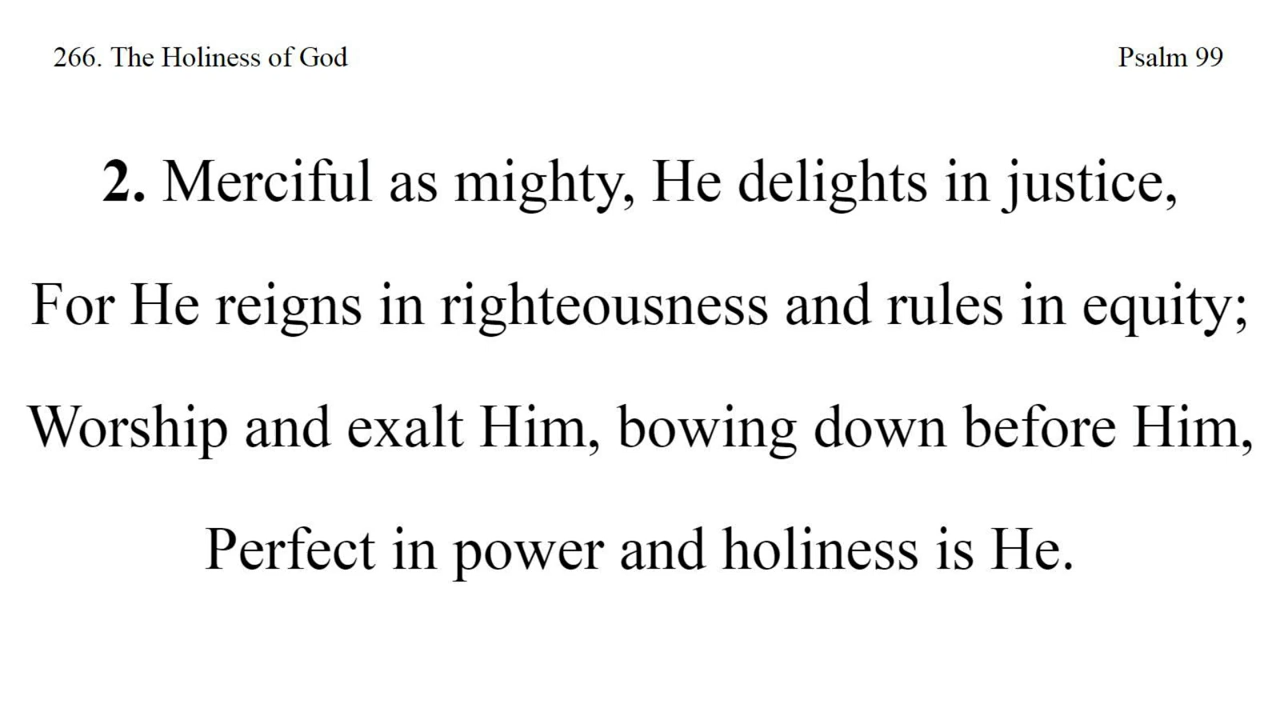 266. The Holiness of God
Psalm 99
2. Merciful as mighty, He delights in justice,
For He reigns in righteousness and rules in equity;
Worship and exalt Him, bowing down before Him,
Perfect in power and holiness is He.